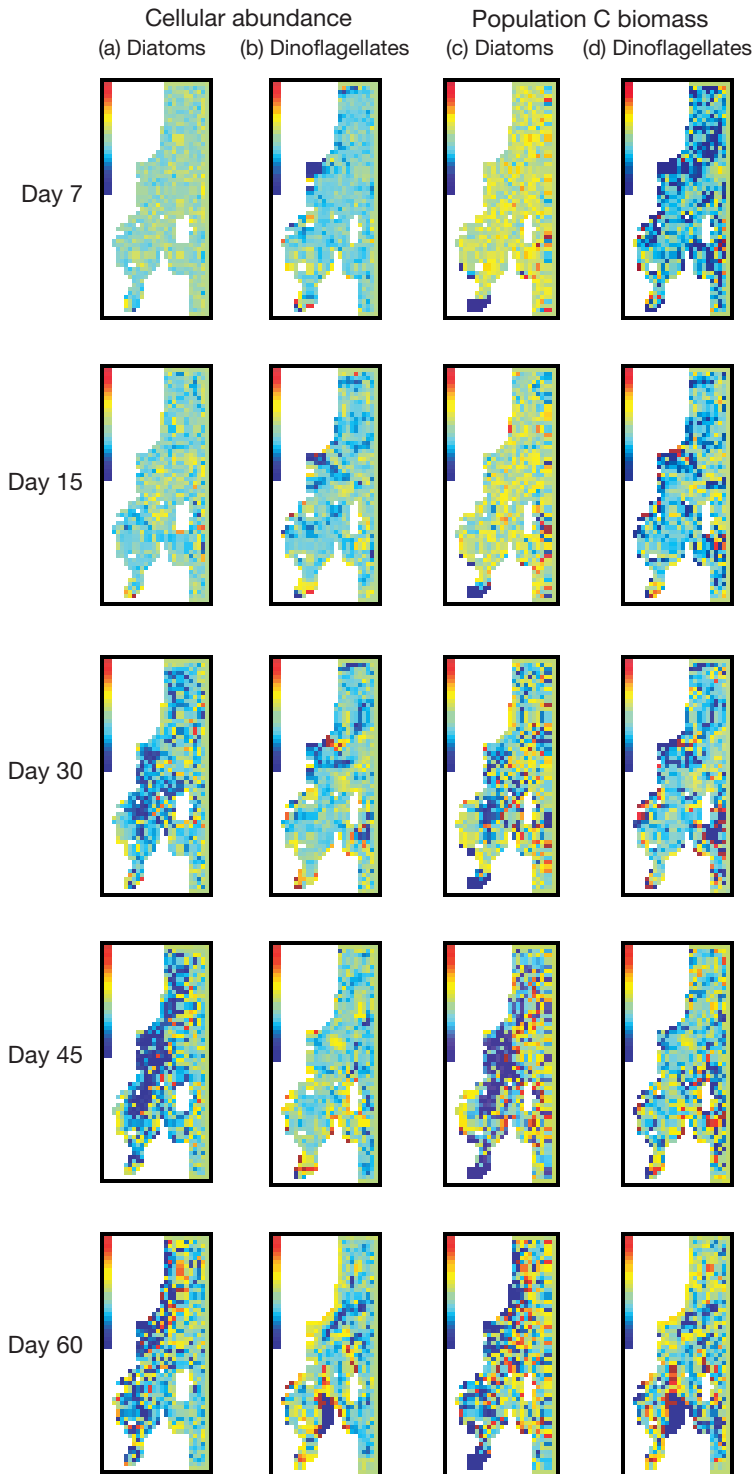 Cellular abundance Population C biomass
(a) Diatoms (b) Dinoflagellates (c) Diatoms (d) Dinoflagellates
Day 7
Day 15
Day 30
Day 45
Day 60